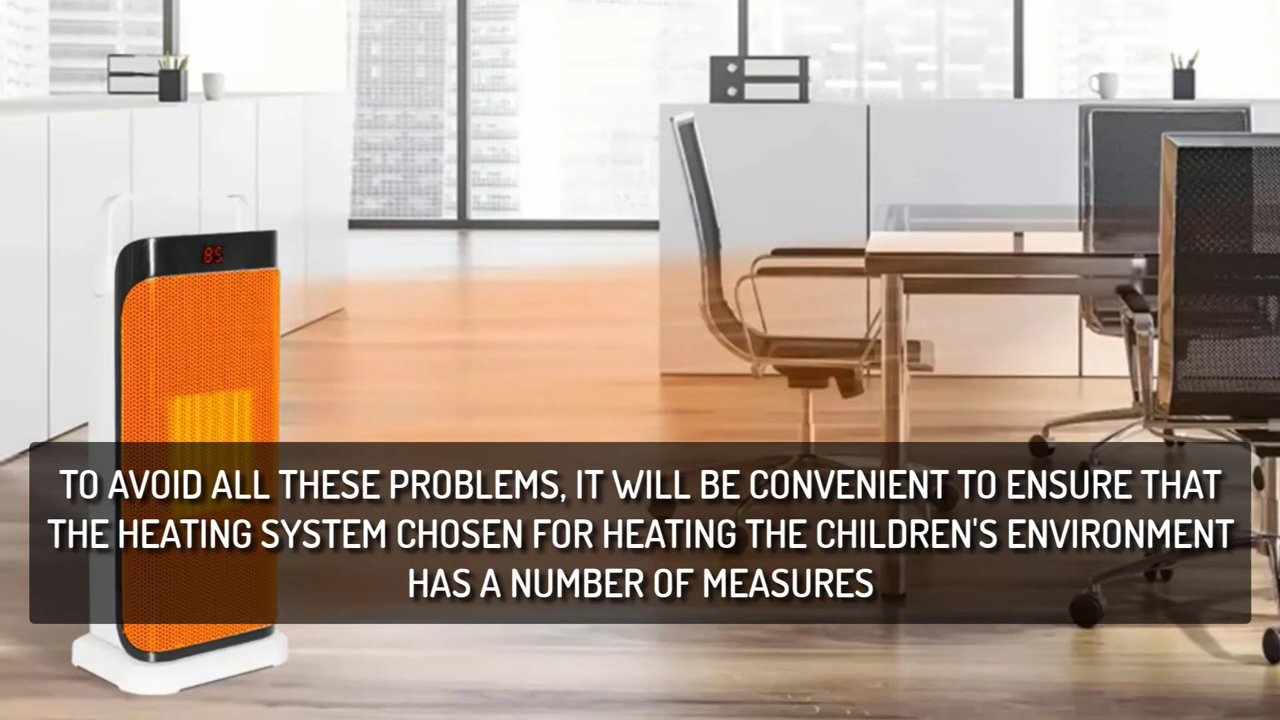 85
TO AVOID ALL THESE PROBLEMS, IT WILL BE CONVENIENT TO ENSURE THAT
THE HEATING SYSTEM CHOSEN FOR HEATING THE CHILDREN'S ENVIRONMENT
HAS A NUMBER OF MEASURES